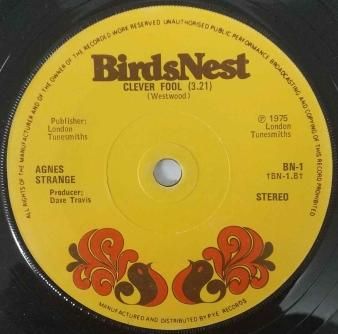 ALL RIGHTS OF THE MANUFACTURER AND OF THE OWNER OF THE RECORDED WORK RESERVED UNAUTHORISED PUBLIC PERFORMANCE BROADCASTING AND COPYING OF THIS RECORD PROHIBITED
BirdsNest
CLEVER FOOL (3.21)
(Westwood)
Publisher:
London
Tunesmiths
℗ 1975
London
Tunesmiths
AGNES
STRANGE
Producer;
Dave Travis
BN-1
†BN-1.B†
STEREO
MANUFACTURED AND DISTRIBUTED BY PYE RECORDS